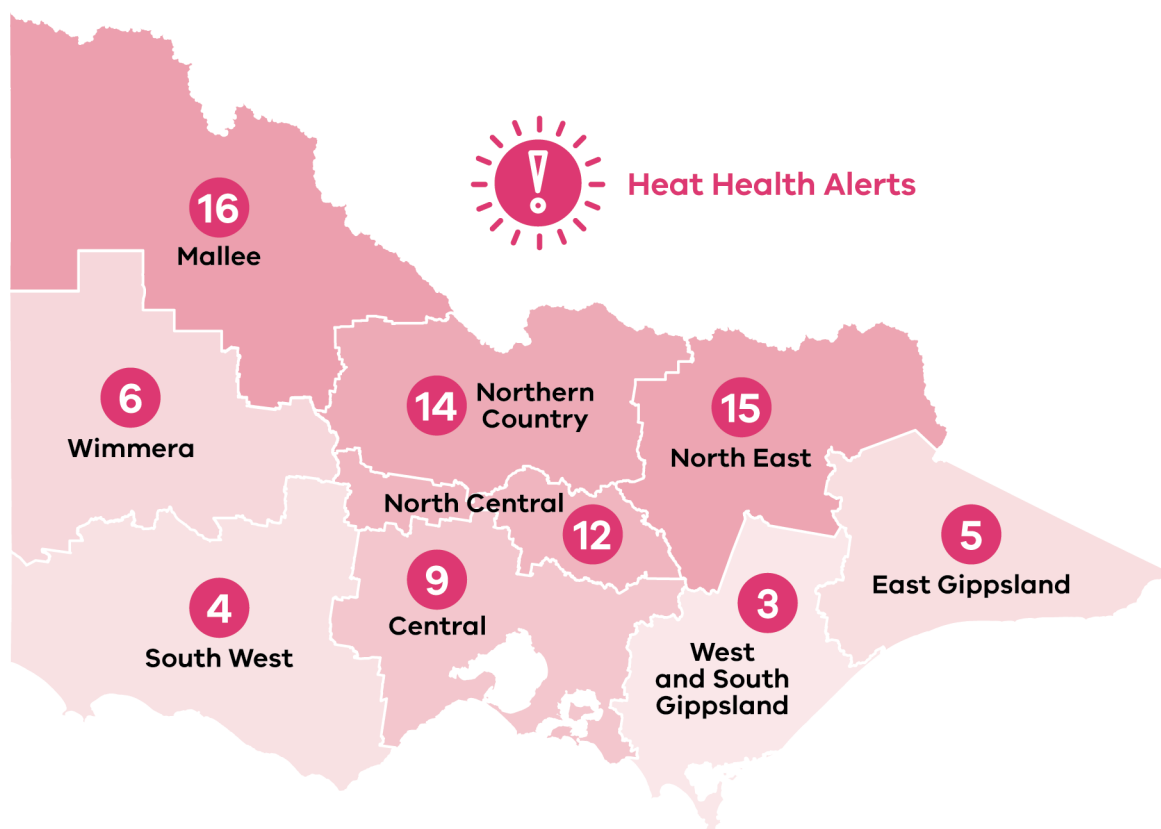 Heat Health Alerts
16
Mallee
6
Wimmera
14
Northern
Country
15
North East
North Central
12
5
East Gippsland
9
Central
4
South West
3
West
and South
Gippsland